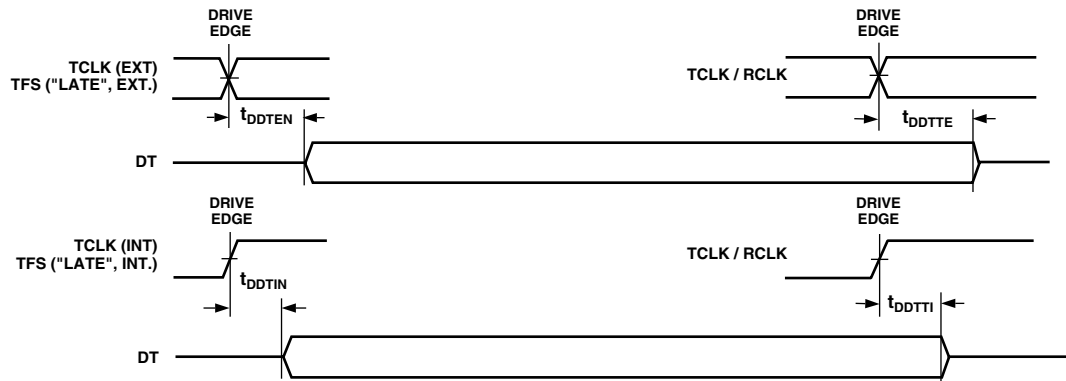 DRIVE
EDGE
DRIVE
EDGE
TCLK (EXT)
TFS ("LATE", EXT.)
TCLK / RCLK
tDDTEN
tDDTTE
DT
DRIVE
EDGE
DRIVE
EDGE
TCLK (INT)
TFS ("LATE", INT.)
TCLK / RCLK
tDDTIN
tDDTTI
DT